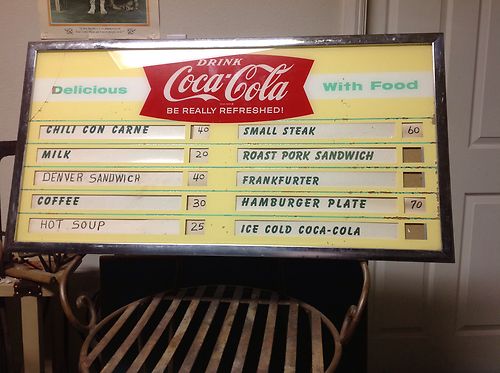 DRINK
Delicious Coca-Cola With Food
BE REALLY REFRESHED!
CHILI CON CARNE 40 SMALL STEAK 60
MILK 20 ROAST PORK SANDWICH
DENVER SANDWICH 40 FRANKFURTER
COFFEE 30 HAMBURGER PLATE 70
HOT SOUP 25 ICE COLD COCA-COLA